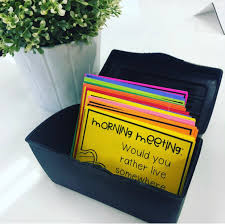 MORNING MEETING:
Would you
rather live
somewhere